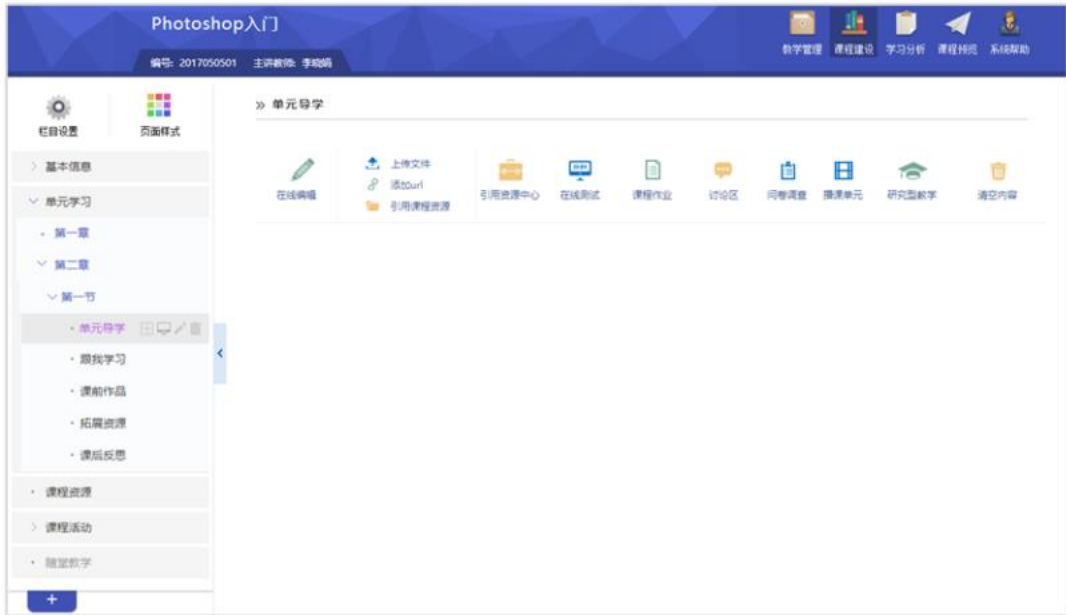 Photoshop入门
编号: 2017050501 主讲教师: 李晓娟
教学管理 课程建设 学习分析 课程预览 系统帮助
栏目设置 页面样式
基本信息
单元学习
第一章
第二章
第一节
单元导学
跟我学习
课前作品
拓展资源
课后反思
课程资源
课程活动
随堂教学
+
» 单元导学
在线编辑
上传文件
添加url
引用课程资源
引用资源中心 在线测试 课程作业 讨论区 问卷调查 播课单元 研究型教学 清空内容